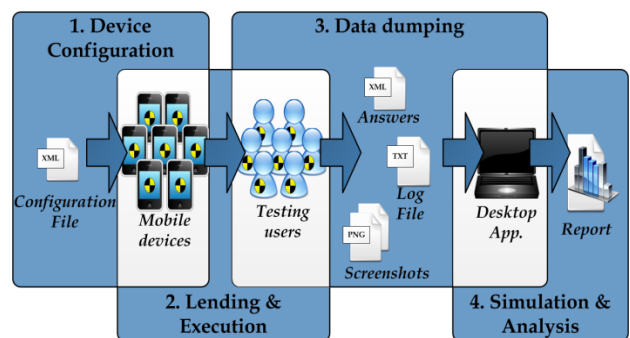 1. Device
Configuration
3. Data dumping
XML
Configuration
File
Mobile
devices
Testing
users
XML
Answers
TXT
Log
File
PNG
Screenshots
Desktop
App.
Report
2. Lending &
Execution
4. Simulation &
Analysis